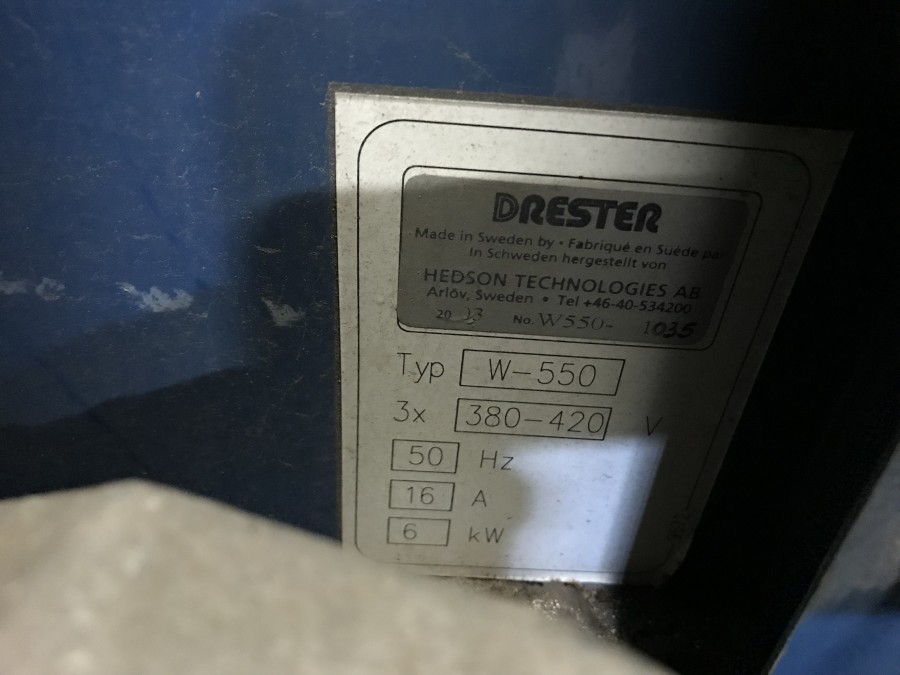 DRESTER
Made in Sweden by • Fabriqué en Suède par
In Schweden hergestellt von
HEDSON TECHNOLOGIES AB
Arlöv, Sweden • Tel +46-40-534200
20 03 No. W550- 1035
Typ W-550
3x 380-420 V
50 Hz
16 A
6 kW